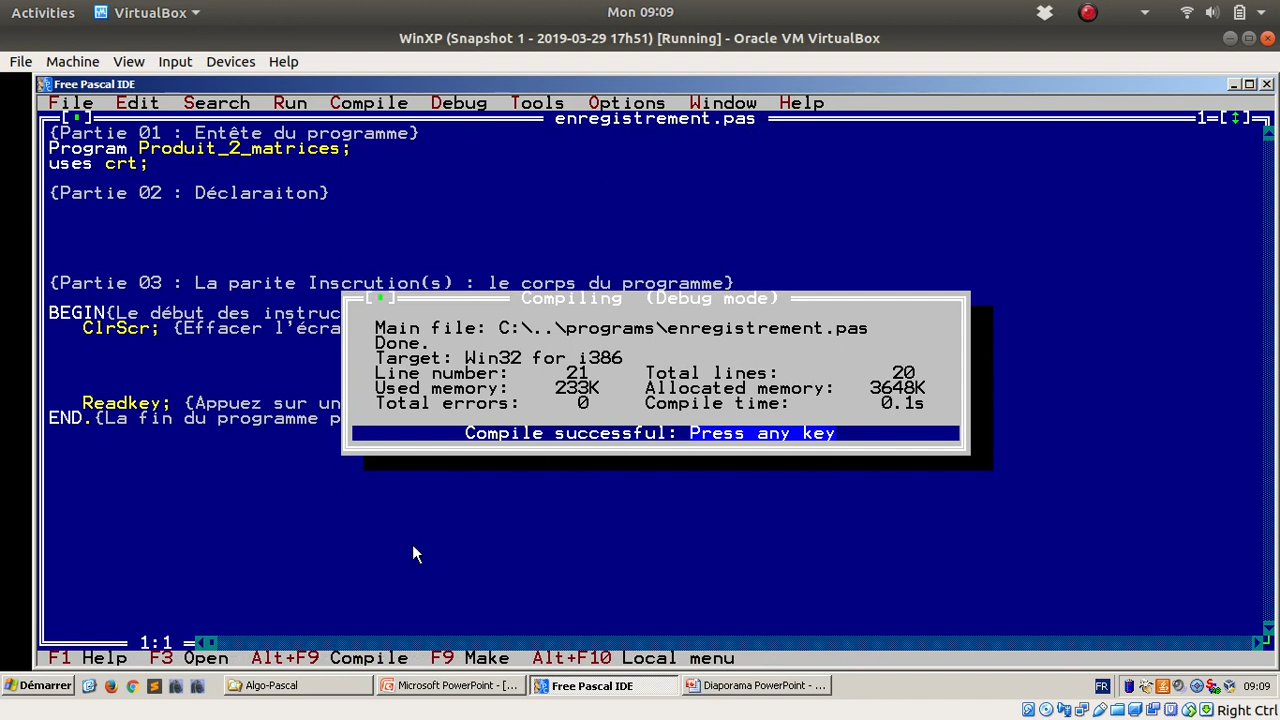 Activities VirtualBox Mon 09:09
WinXP (Snapshot 1 - 2019-03-29 17h51) [Running] - Oracle VM VirtualBox
File Machine View Input Devices Help
Free Pascal IDE
File Edit Search Run Compile Debug Tools Options Window Help
enregistrement.pas 1
{Partie 01 : Entête du programme}
Program Produit_2_matrices;
uses crt;
{Partie 02 : Déclaraiton}
{Partie 03 : La parite Inscrution(s) : le corps du programme}
BEGIN{Le début des instruc
ClrScr; {Effacer l'écra
Readkey; {Appuez sur un
END.{La fin du programme p
Compiling (Debug mode)
Main file: C:\..\programs\enregistrement.pas
Done.
Target: Win32 for i386
Line number: 21 Total lines: 20
Used memory: 233K Allocated memory: 3648K
Total errors: 0 Compile time: 0.1s
Compile successful: Press any key
1:1
F1 Help F3 Open Alt+F9 Compile F9 Make Alt+F10 Local menu
Démarrer Algo-Pascal Microsoft PowerPoint - [... Free Pascal IDE Diaporama PowerPoint - ... FR 09:09
Right Ctrl